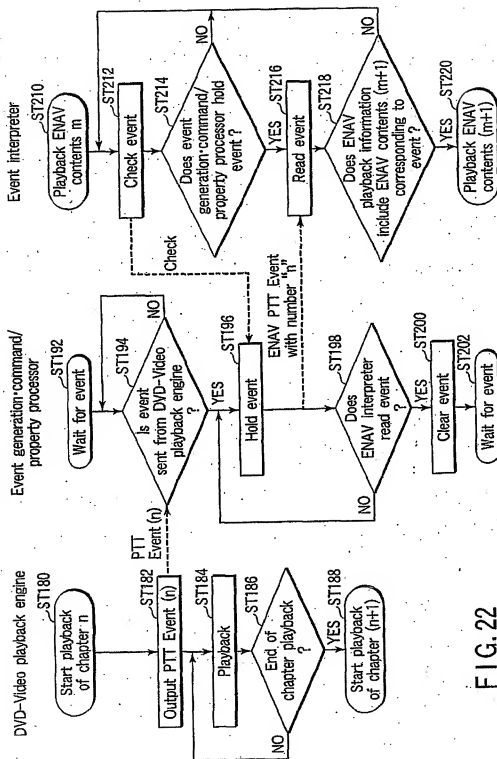 DVD-Video playback engine
ST180
Start playback
of chapter n
ST182
Output PTT Event (n)
ST184
Playback
ST186
End of
chapter playback
?
NO
YES
ST188
Start playback
of chapter (n+1)
PTT
Event (n)
Event generation·command/
property processor
ST192
Wait for event
ST194
Is event
sent from DVD-Video
playback engine
?
NO
YES
ST196
Hold event
ENAV PTT Event
with number "n"
ST198
Does
ENAV interpreter
read event
?
NO
YES
ST200
Clear event
ST202
Wait for event
Check
Event interpreter
ST210
Playback ENAV
contents m
ST212
Check event
ST214
Does event
generation·command/
property processor hold
event ?
NO
YES
ST216
Read event
ST218
Does ENAV
playback information
include ENAV contents (m+1)
corresponding to
event ?
NO
YES
ST220
Playback ENAV
contents (m+1)
FIG. 22